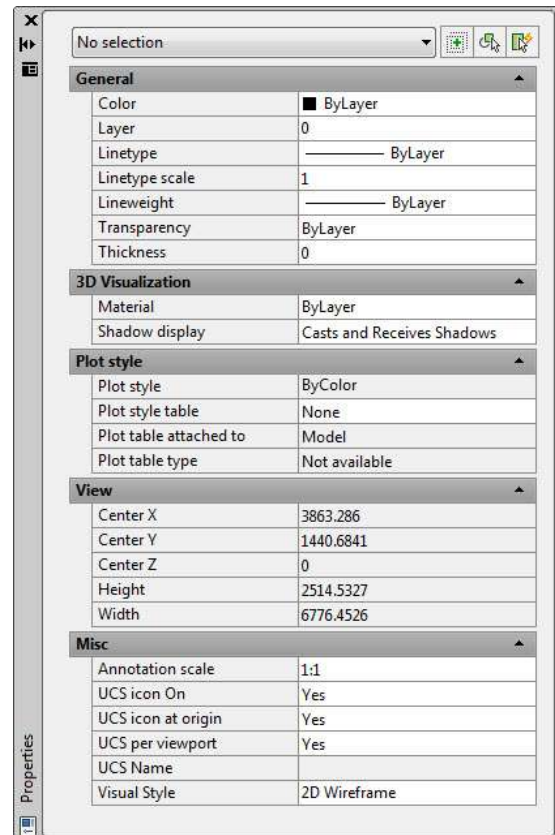 No selection
General
Color ByLayer
Layer 0
Linetype ByLayer
Linetype scale 1
Lineweight ByLayer
Transparency ByLayer
Thickness 0
3D Visualization
Material ByLayer
Shadow display Casts and Receives Shadows
Plot style
Plot style ByColor
Plot style table None
Plot table attached to Model
Plot table type Not available
View
Center X 3863.286
Center Y 1440.6841
Center Z 0
Height 2514.5327
Width 6776.4526
Misc
Annotation scale 1:1
UCS icon On Yes
UCS icon at origin Yes
UCS per viewport Yes
UCS Name
Visual Style 2D Wireframe
Properties